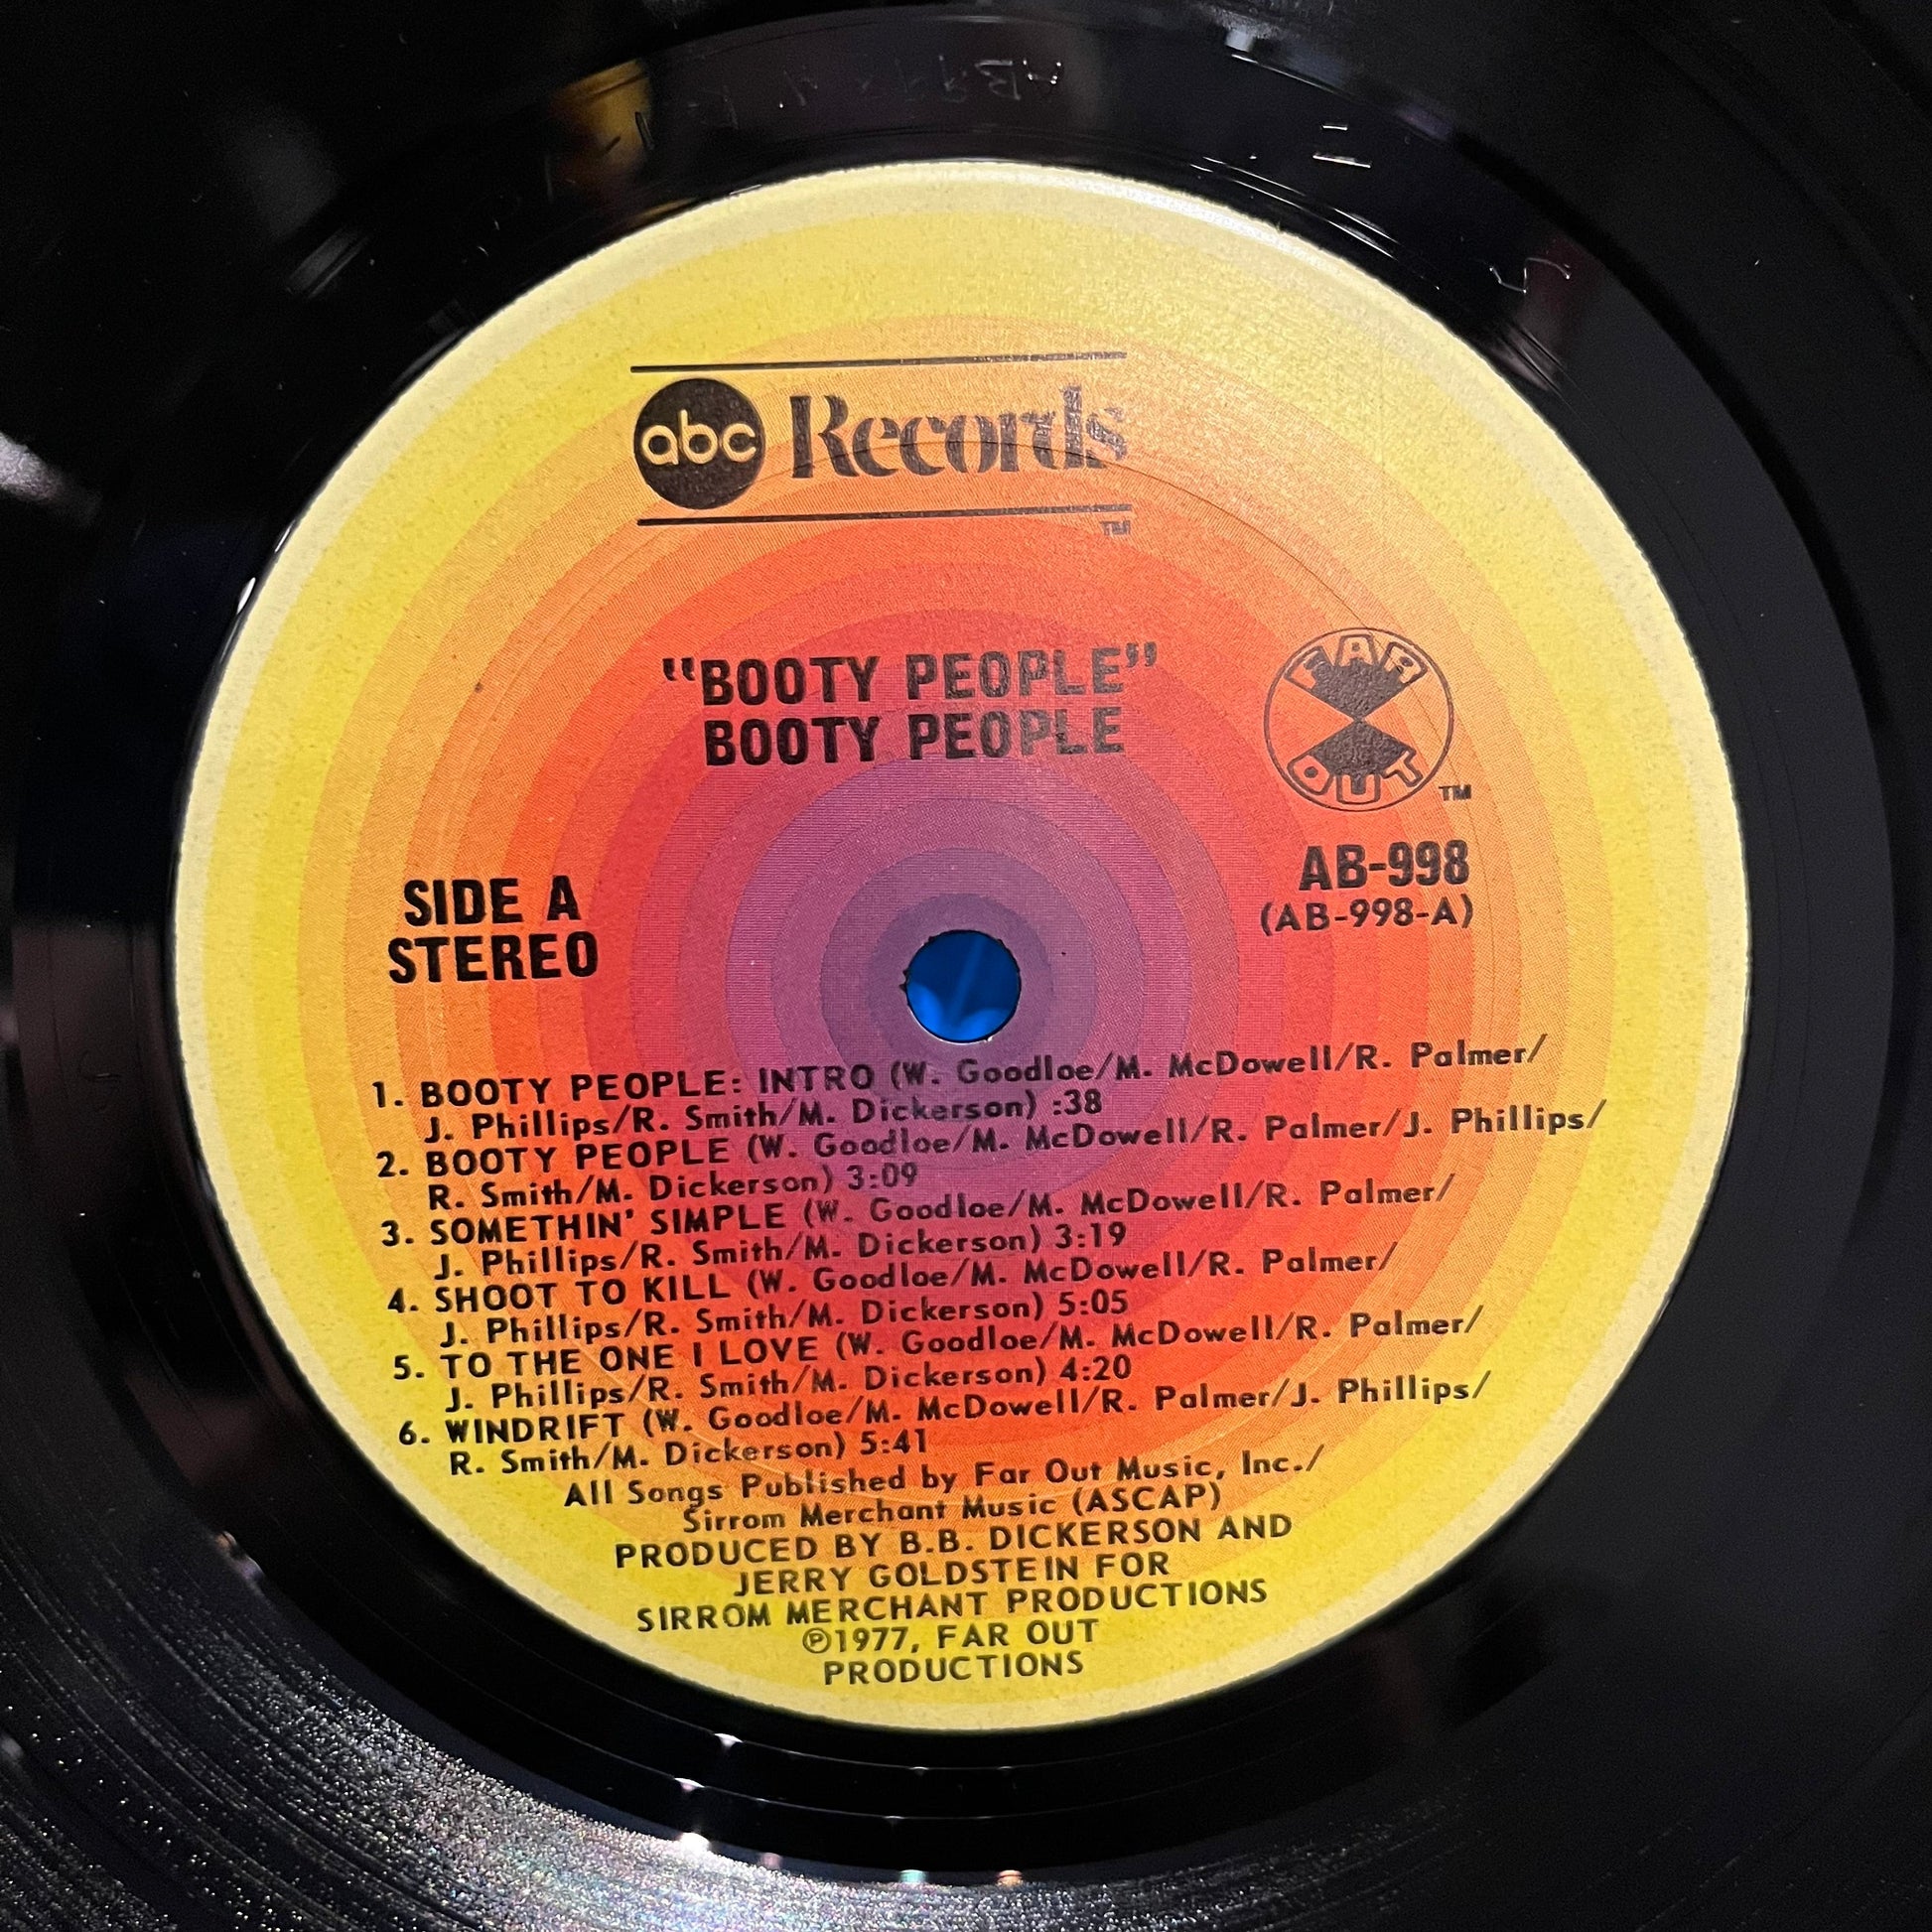 abc Records
TM
"BOOTY PEOPLE"
BOOTY PEOPLE
FAR
OUT
TM
SIDE A
STEREO
AB-998
(AB-998-A)
1. BOOTY PEOPLE: INTRO (W. Goodloe/M. McDowell/R. Palmer/
J. Phillips/R. Smith/M. Dickerson) :38
2. BOOTY PEOPLE (W. Goodloe/M. McDowell/R. Palmer/J. Phillips/
R. Smith/M. Dickerson) 3:09
3. SOMETHIN' SIMPLE (W. Goodloe/M. McDowell/R. Palmer/
J. Phillips/R. Smith/M. Dickerson) 3:19
4. SHOOT TO KILL (W. Goodloe/M. McDowell/R. Palmer/
J. Phillips/R. Smith/M. Dickerson) 5:05
5. TO THE ONE I LOVE (W. Goodloe/M. McDowell/R. Palmer/
J. Phillips/R. Smith/M. Dickerson) 4:20
6. WINDRIFT (W. Goodloe/M. McDowell/R. Palmer/J. Phillips/
R. Smith/M. Dickerson) 5:41
All Songs Published by Far Out Music, Inc./
Sirrom Merchant Music (ASCAP)
PRODUCED BY B.B. DICKERSON AND
JERRY GOLDSTEIN FOR
SIRROM MERCHANT PRODUCTIONS
℗1977, FAR OUT
PRODUCTIONS